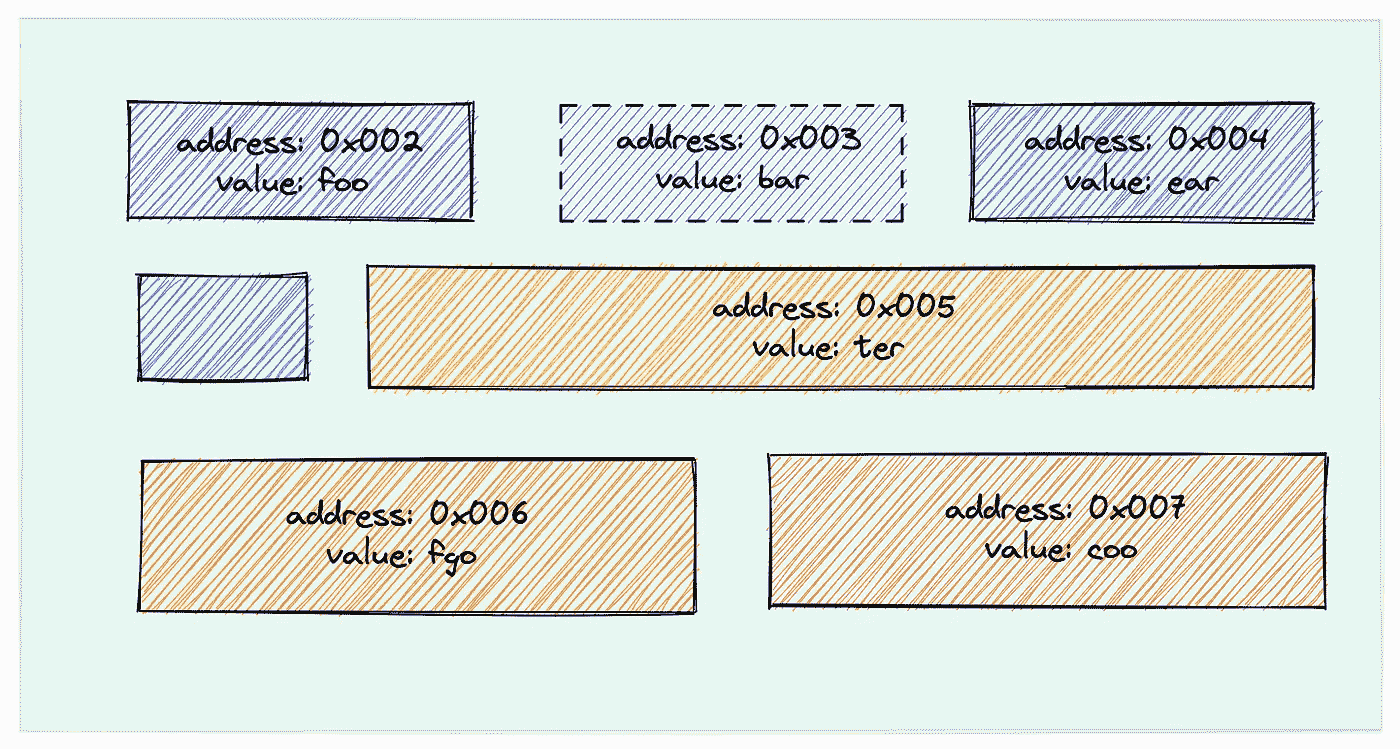 address: 0x002
value: foo
address: 0x003
value: bar
address: 0x004
value: ear
address: 0x005
value: ter
address: 0x006
value: fgo
address: 0x007
value: coo